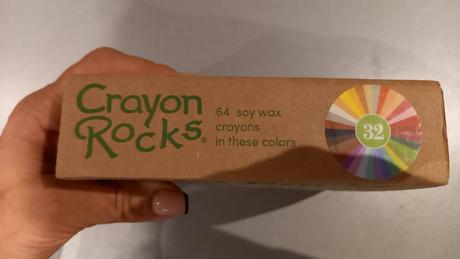 Crayon
Rocks®
64 soy wax
crayons
in these colors
32